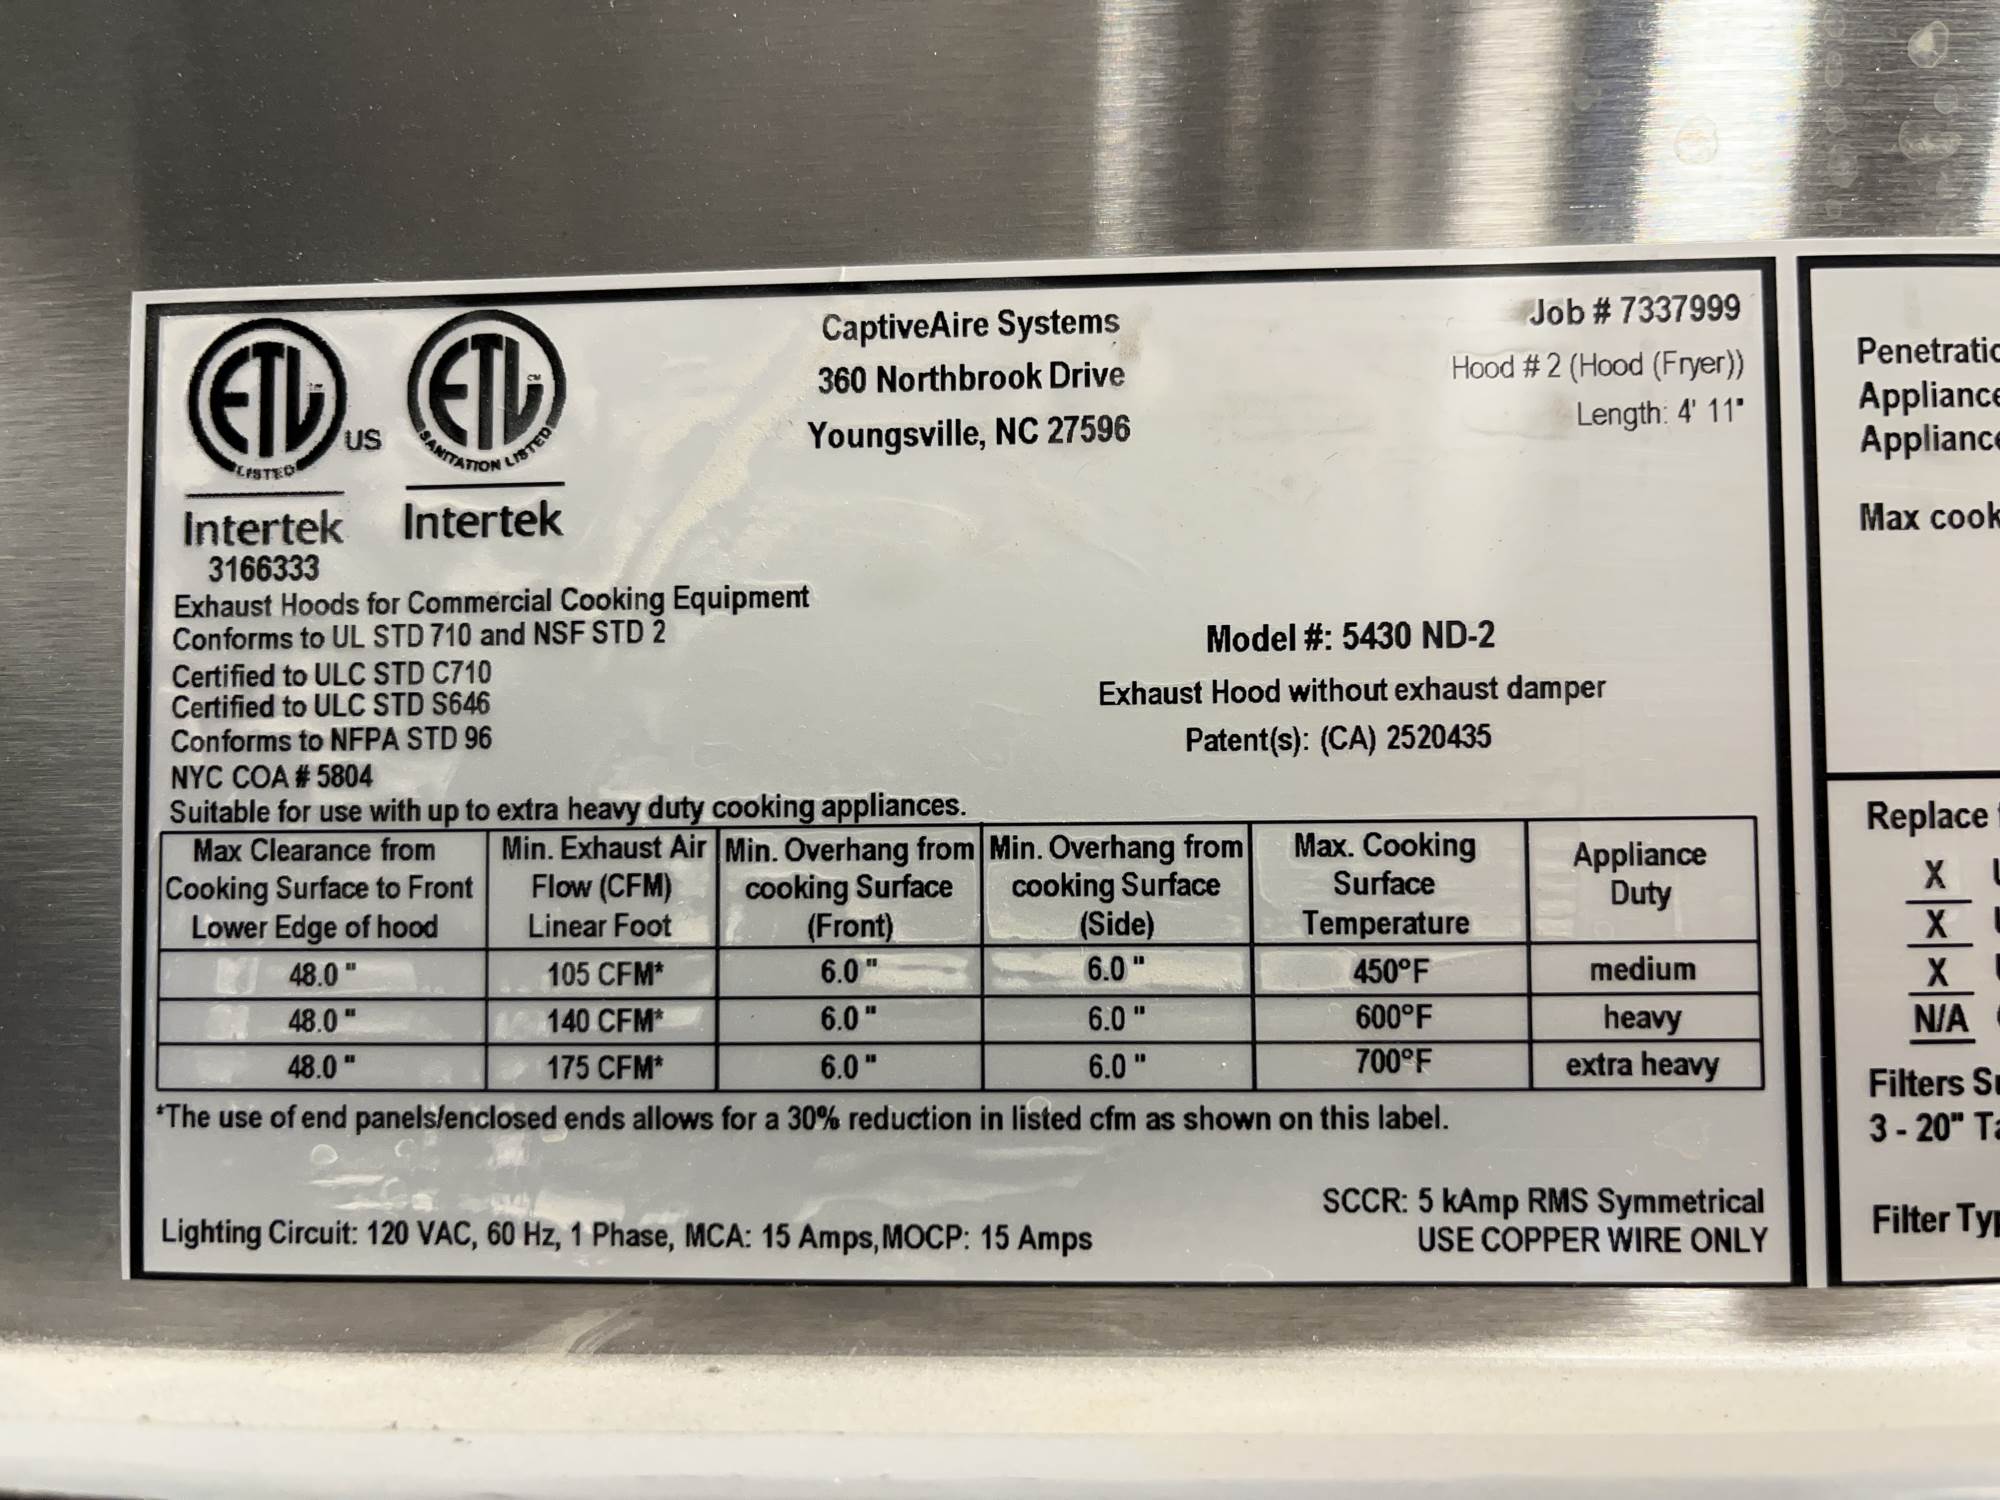 ETL
LISTED
US
Intertek
3166333
ETL
CM
SANITATION LISTED
Intertek
CaptiveAire Systems
360 Northbrook Drive
Youngsville, NC 27596
Job # 7337999
Hood # 2 (Hood (Fryer))
Length: 4' 11"
Exhaust Hoods for Commercial Cooking Equipment
Conforms to UL STD 710 and NSF STD 2
Certified to ULC STD C710
Certified to ULC STD S646
Conforms to NFPA STD 96
NYC COA # 5804
Model #: 5430 ND-2
Exhaust Hood without exhaust damper
Patent(s): (CA) 2520435
Suitable for use with up to extra heavy duty cooking appliances.
Max Clearance from Cooking Surface to Front Lower Edge of hood | Min. Exhaust Air Flow (CFM) Linear Foot | Min. Overhang from cooking Surface (Front) | Min. Overhang from cooking Surface (Side) | Max. Cooking Surface Temperature | Appliance Duty
48.0 " | 105 CFM* | 6.0 " | 6.0 " | 450°F | medium
48.0 " | 140 CFM* | 6.0 " | 6.0 " | 600°F | heavy
48.0 " | 175 CFM* | 6.0 " | 6.0 " | 700°F | extra heavy
*The use of end panels/enclosed ends allows for a 30% reduction in listed cfm as shown on this label.
SCCR: 5 kAmp RMS Symmetrical
Lighting Circuit: 120 VAC, 60 Hz, 1 Phase, MCA: 15 Amps, MOCP: 15 Amps
USE COPPER WIRE ONLY
Penetratio
Appliance
Appliance
Max cook
Replace
X
X
X
N/A
Filters
3 - 20"
Filter